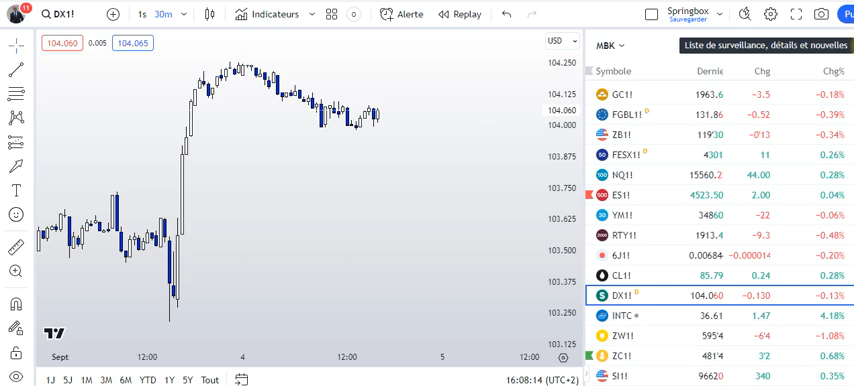 11
DX1!
1s 30m
Indicateurs
0
Alerte
Replay
Springbox
Sauvegarder
Pu
104.060 0.005 104.065
USD
MBK
Liste de surveillance, détails et nouvelles
Symbole Dernie Chg Chg%
GC1! 1963.6 −3.5 −0.18%
FGBL1! D 131.86 −0.52 −0.39%
ZB1! 119'30 −0'13 −0.34%
50 FESX1! D 4301 11 0.26%
100 NQ1! 15560.2 44.00 0.28%
500 ES1! 4523.50 2.00 0.04%
30 YM1! 34860 −22 −0.06%
2000 RTY1! 1913.4 −9.3 −0.48%
6J1! 0.00684 −0.000014 −0.20%
CL1! 85.79 0.24 0.28%
$ DX1! D 104.060 −0.130 −0.13%
INTC 36.61 1.47 4.18%
ZW1! 595'4 −6'4 −1.08%
ZC1! 481'4 3'2 0.68%
SI1! 96620 340 0.35%
104.250
104.125
104.060
104.000
103.875
103.750
103.625
103.500
103.375
103.250
103.125
Sept 12:00 4 12:00 5 12:00
1J 5J 1M 3M 6M YTD 1Y 5Y Tout
16:08:14 (UTC+2)